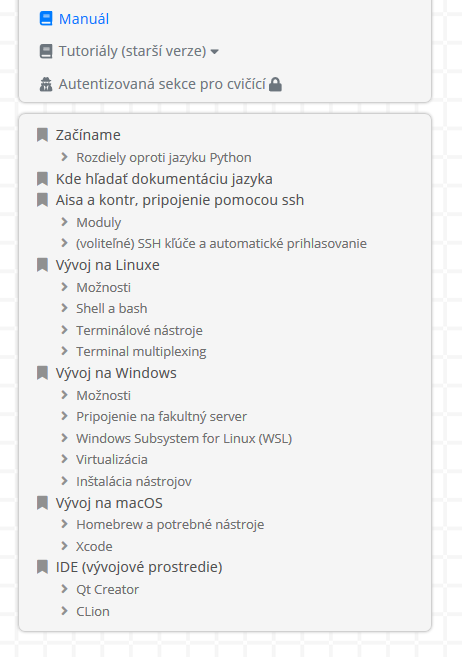 Manuál
Tutoriály (starší verze)
Autentizovaná sekce pro cvičící
Začíname
Rozdiely oproti jazyku Python
Kde hľadať dokumentáciu jazyka
Aisa a kontr, pripojenie pomocou ssh
Moduly
(voliteľné) SSH kľúče a automatické prihlasovanie
Vývoj na Linuxe
Možnosti
Shell a bash
Terminálové nástroje
Terminal multiplexing
Vývoj na Windows
Možnosti
Pripojenie na fakultný server
Windows Subsystem for Linux (WSL)
Virtualizácia
Inštalácia nástrojov
Vývoj na macOS
Homebrew a potrebné nástroje
Xcode
IDE (vývojové prostredie)
Qt Creator
CLion